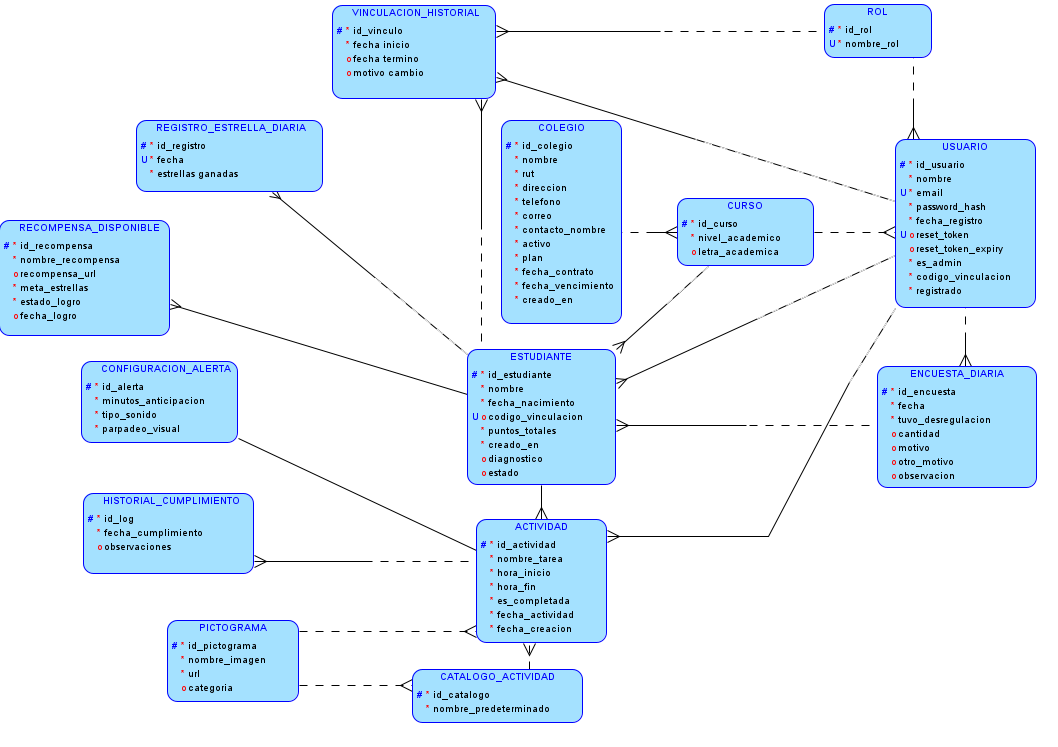 VINCULACION_HISTORIAL
# * id_vinculo
* fecha inicio
o fecha termino
o motivo cambio
ROL
# * id_rol
U * nombre_rol
REGISTRO_ESTRELLA_DIARIA
# * id_registro
U * fecha
* estrellas ganadas
COLEGIO
# * id_colegio
* nombre
* rut
* direccion
* telefono
* correo
* contacto_nombre
* activo
* plan
* fecha_contrato
* fecha_vencimiento
* creado_en
USUARIO
# * id_usuario
* nombre
U * email
* password_hash
* fecha_registro
U o reset_token
o reset_token_expiry
* es_admin
* codigo_vinculacion
* registrado
CURSO
# * id_curso
* nivel_academico
o letra_academica
RECOMPENSA_DISPONIBLE
# * id_recompensa
* nombre_recompensa
o recompensa_url
* meta_estrellas
* estado_logro
o fecha_logro
ESTUDIANTE
# * id_estudiante
* nombre
* fecha_nacimiento
U o codigo_vinculacion
* puntos_totales
* creado_en
o diagnostico
o estado
CONFIGURACION_ALERTA
# * id_alerta
* minutos_anticipacion
* tipo_sonido
* parpadeo_visual
ENCUESTA_DIARIA
# * id_encuesta
* fecha
* tuvo_desregulacion
o cantidad
o motivo
o otro_motivo
o observacion
HISTORIAL_CUMPLIMIENTO
# * id_log
* fecha_cumplimiento
o observaciones
ACTIVIDAD
# * id_actividad
* nombre_tarea
* hora_inicio
* hora_fin
* es_completada
* fecha_actividad
* fecha_creacion
PICTOGRAMA
# * id_pictograma
* nombre_imagen
* url
o categoria
CATALOGO_ACTIVIDAD
# * id_catalogo
* nombre_predeterminado